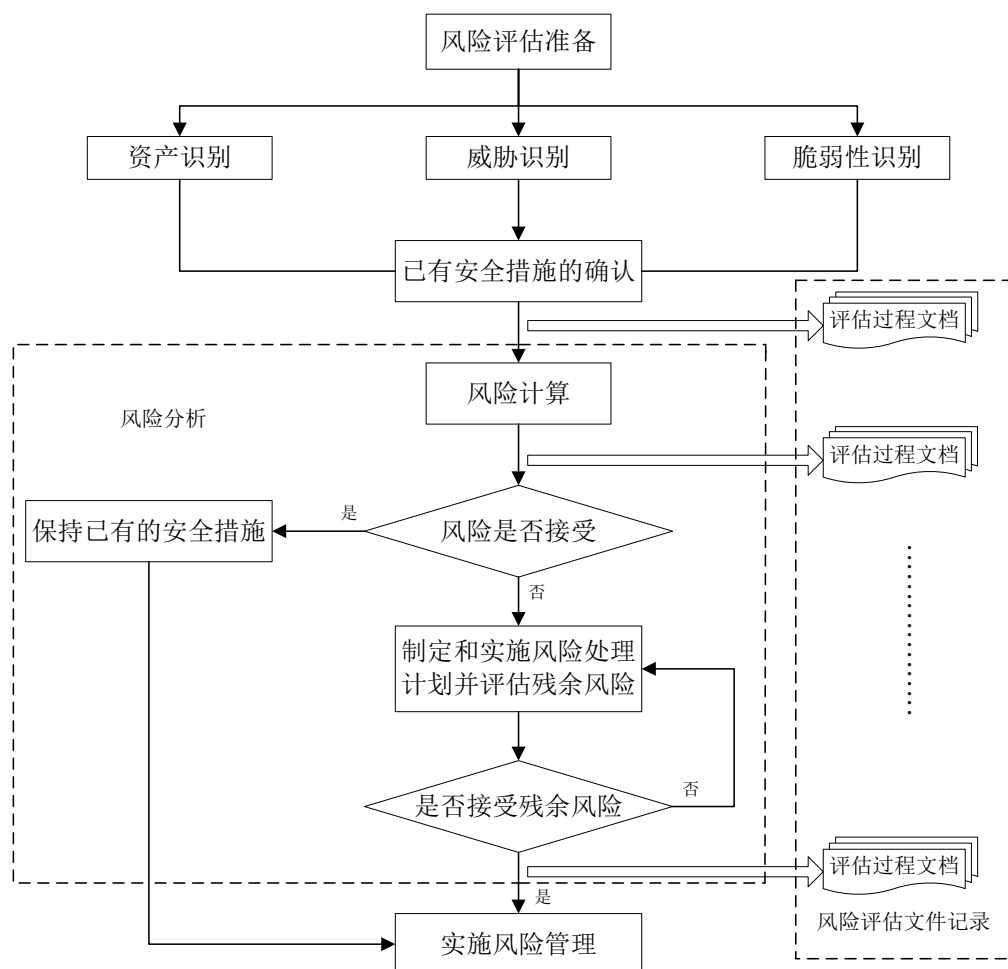 风险评估准备
资产识别
威胁识别
脆弱性识别
已有安全措施的确认
评估过程文档
风险计算
风险分析
评估过程文档
保持已有的安全措施
是
风险是否接受
否
制定和实施风险处理
计划并评估残余风险
是否接受残余风险
否
评估过程文档
是
风险评估文件记录
实施风险管理